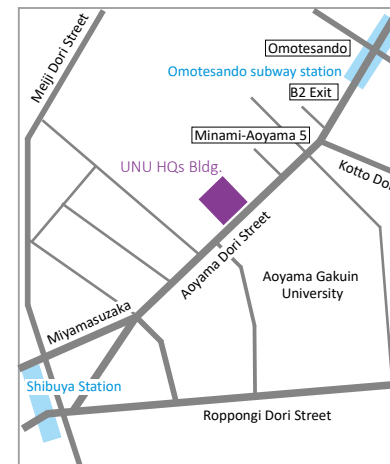 Omotesando
Meiji Dori Street
Omotesando subway station
B2 Exit
Minami-Aoyama 5
UNU HQs Bldg.
Kotto Do
Aoyama Dori Street
Aoyama Gakuin
University
Miyamasuzaka
Shibuya Station
Roppongi Dori Street